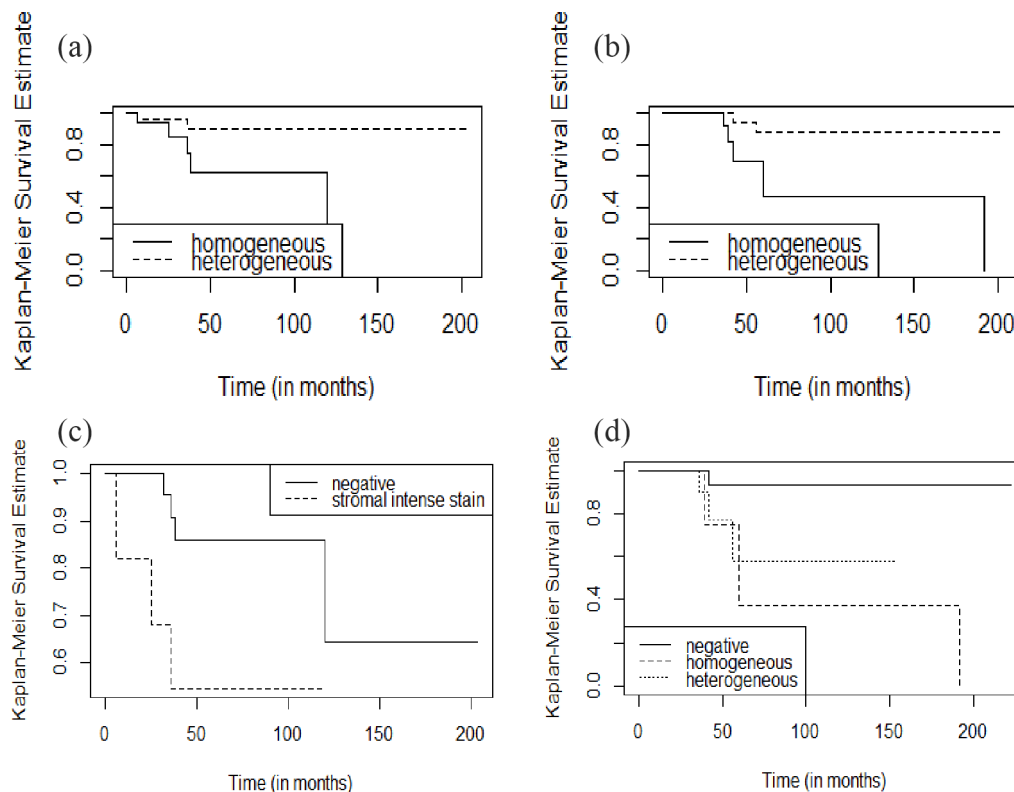 (a)
Kaplan-Meier Survival Estimate
0.8
0.4
0.0
homogeneous
heterogeneous
0 50 100 150 200
Time (in months)
(b)
Kaplan-Meier Survival Estimate
0.8
0.4
0.0
homogeneous
heterogeneous
0 50 100 150 200
Time (in months)
(c)
Kaplan-Meier Survival Estimate
1.0
0.9
0.8
0.7
0.6
negative
stromal intense stain
0 50 100 150 200
Time (in months)
(d)
Kaplan-Meier Survival Estimate
0.8
0.4
0.0
negative
homogeneous
heterogeneous
0 50 100 150 200
Time (in months)